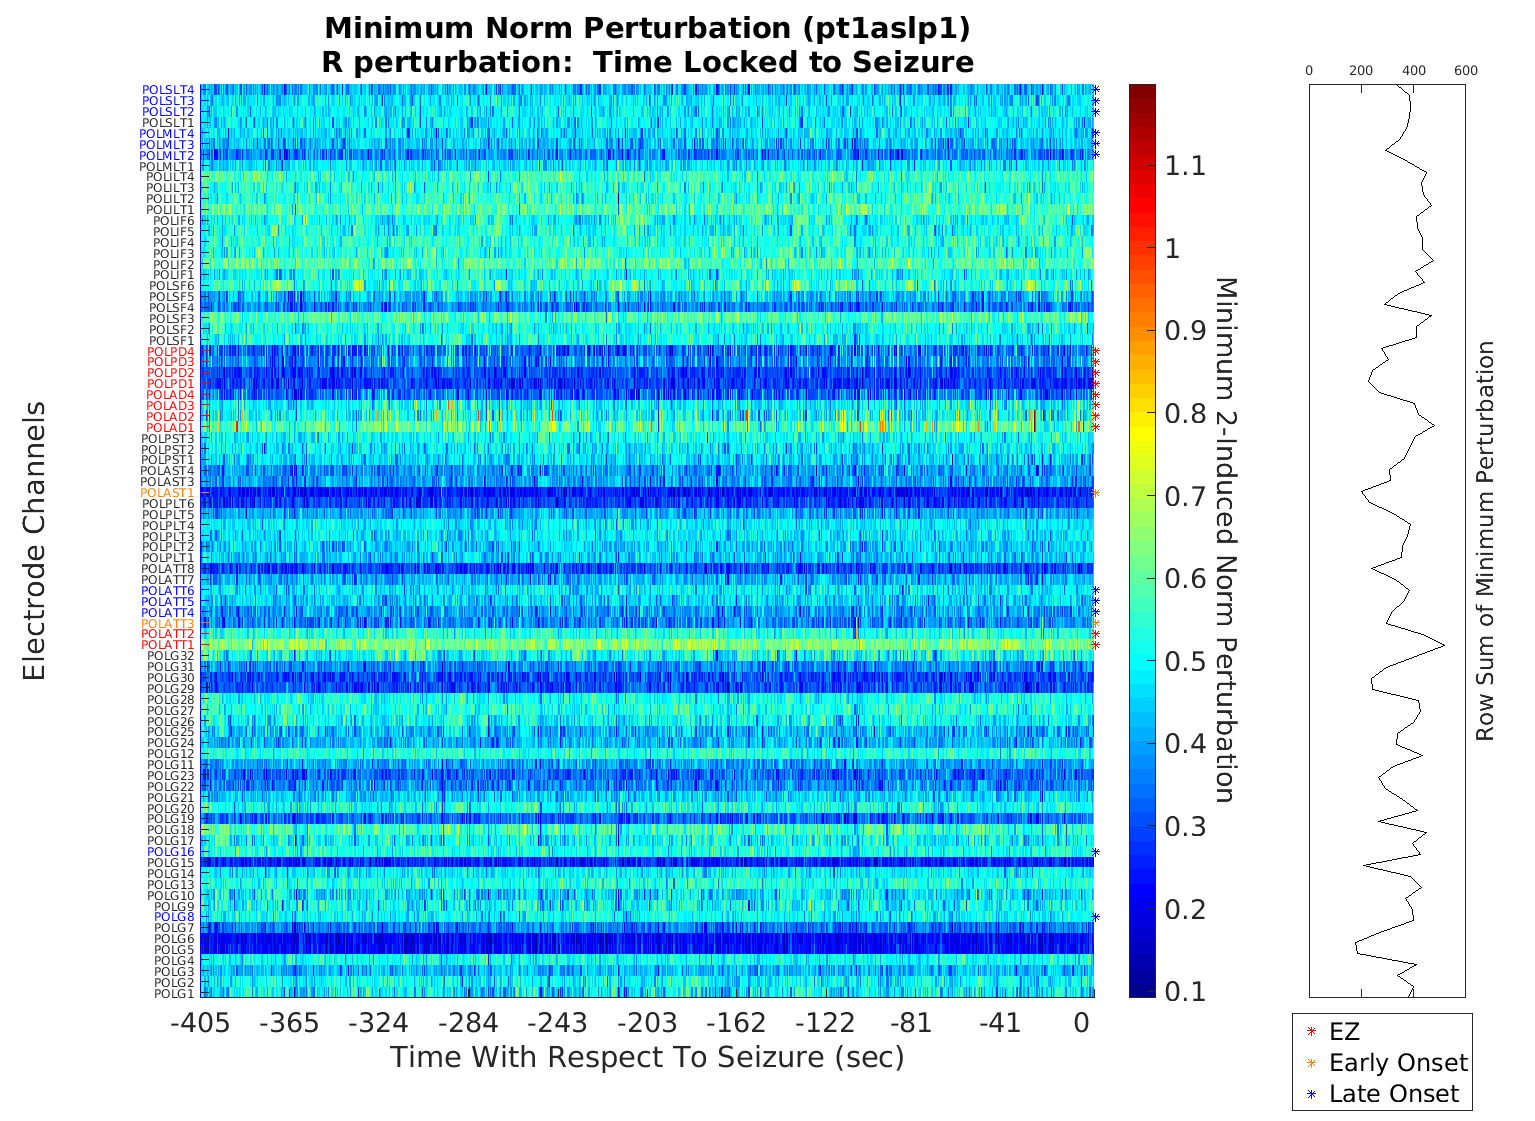 Minimum Norm Perturbation (pt1aslp1)
R perturbation:  Time Locked to Seizure
Electrode Channels
POLSLT4
POLSLT3
POLSLT2
POLSLT1
POLMLT4
POLMLT3
POLMLT2
POLMLT1
POLILT4
POLILT3
POLILT2
POLILT1
POLIF6
POLIF5
POLIF4
POLIF3
POLIF2
POLIF1
POLSF6
POLSF5
POLSF4
POLSF3
POLSF2
POLSF1
POLPD4
POLPD3
POLPD2
POLPD1
POLAD4
POLAD3
POLAD2
POLAD1
POLPST3
POLPST2
POLPST1
POLAST4
POLAST3
POLAST1
POLPLT6
POLPLT5
POLPLT4
POLPLT3
POLPLT2
POLPLT1
POLATT8
POLATT7
POLATT6
POLATT5
POLATT4
POLATT3
POLATT2
POLATT1
POLG32
POLG31
POLG30
POLG29
POLG28
POLG27
POLG26
POLG25
POLG24
POLG12
POLG11
POLG23
POLG22
POLG21
POLG20
POLG19
POLG18
POLG17
POLG16
POLG15
POLG14
POLG13
POLG10
POLG9
POLG8
POLG7
POLG6
POLG5
POLG4
POLG3
POLG2
POLG1
-405 -365 -324 -284 -243 -203 -162 -122 -81 -41 0
Time With Respect To Seizure (sec)
1.1
1
0.9
0.8
0.7
0.6
0.5
0.4
0.3
0.2
0.1
Minimum 2-Induced Norm Perturbation
0 200 400 600
Row Sum of Minimum Perturbation
EZ
Early Onset
Late Onset